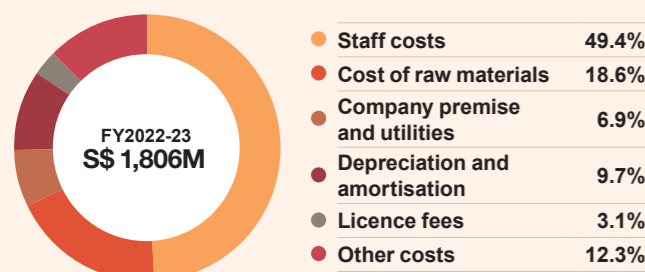 FY2022-23
S$ 1,806M
Staff costs 49.4%
Cost of raw materials 18.6%
Company premise
and utilities 6.9%
Depreciation and
amortisation 9.7%
Licence fees 3.1%
Other costs 12.3%